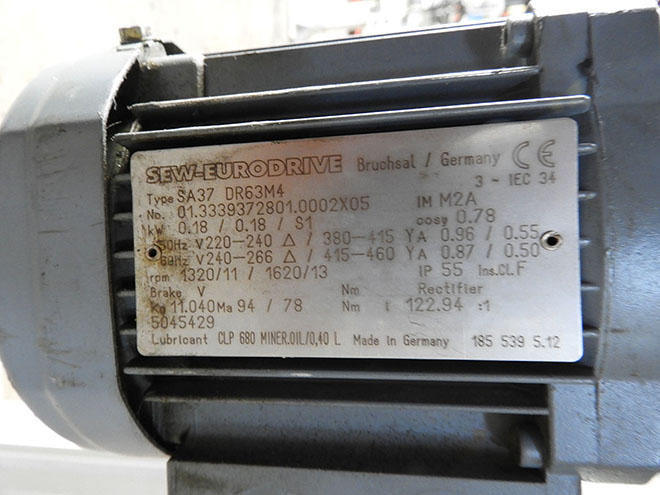 SEW-EURODRIVE Bruchsal / Germany CE
Type SA37 DR63M4 3 ~ IEC 34
No. 01.3339372801.0002X05 IM M2A
kW 0.18 / 0.18 / S1 cosφ 0.78
50Hz V 220-240 Δ / 380-415 Y A 0.96 / 0.55
60Hz V 240-266 Δ / 415-460 Y A 0.87 / 0.50
rpm 1320/11 / 1620/13 IP 55 Ins.Cl. F
Brake V Nm Rectifier
Kg 11.040 Ma 94 / 78 Nm i 122.94 :1
5045429
Lubricant CLP 680 MINER.OIL/0,40 L Made in Germany 185 539 5.12